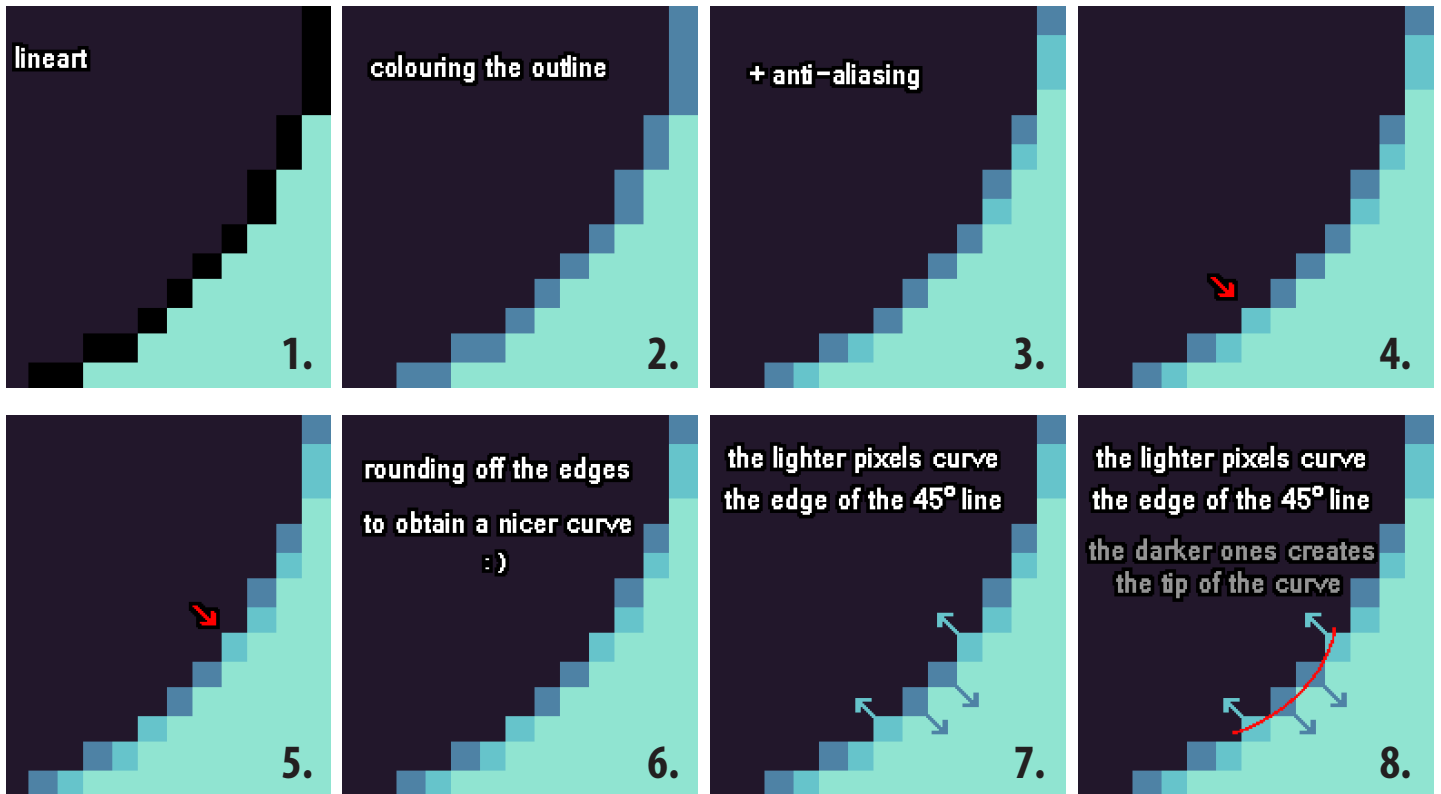 lineart
1.
colouring the outline
2.
+ anti-aliasing
3.
4.
5.
rounding off the edges
to obtain a nicer curve
:)
6.
the lighter pixels curve
the edge of the 45° line
7.
the lighter pixels curve
the edge of the 45° line
the darker ones creates
the tip of the curve
8.